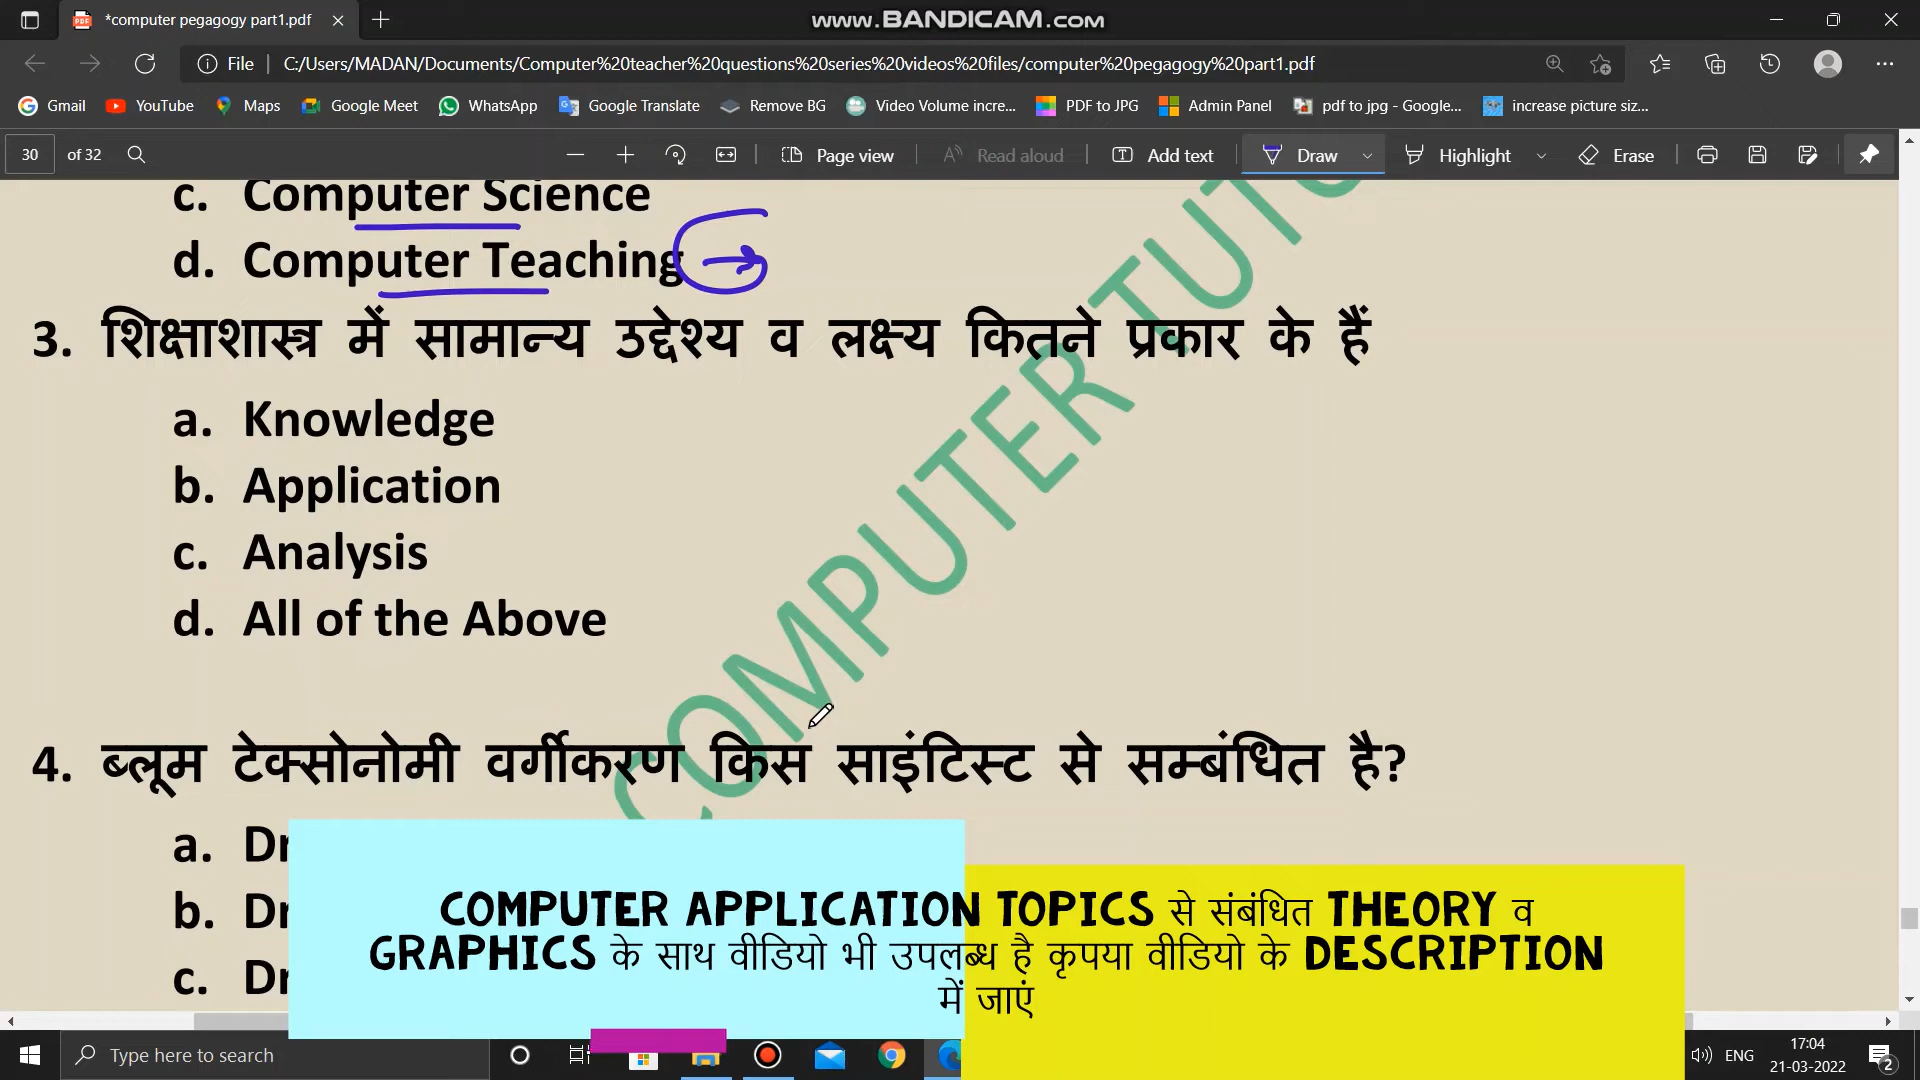 *computer pegagogy part1.pdf
www.BANDICAM.com
File
C:/Users/MADAN/Documents/Computer%20teacher%20questions%20series%20videos%20files/computer%20pegagogy%20part1.pdf
Gmail YouTube Maps Google Meet WhatsApp Google Translate Remove BG Video Volume incre... PDF to JPG Admin Panel pdf to jpg - Google... increase picture siz...
30 of 32 Page view Read aloud Add text Draw Highlight Erase
c. Computer Science
d. Computer Teaching
3. शिक्षाशास्त्र में सामान्य उद्देश्य व लक्ष्य कितने प्रकार के हैं
a. Knowledge
b. Application
c. Analysis
d. All of the Above
COMPUTER
4. ब्लूम टेक्सोनोमी वर्गीकरण किस साइंटिस्ट से सम्बंधित है?
a.
b.
c.
COMPUTER APPLICATION TOPICS से संबंधित THEORY व
GRAPHICS के साथ वीडियो भी उपलब्ध है कृपया वीडियो के DESCRIPTION
में जाएं
Type here to search
ENG
17:04
21-03-2022
2